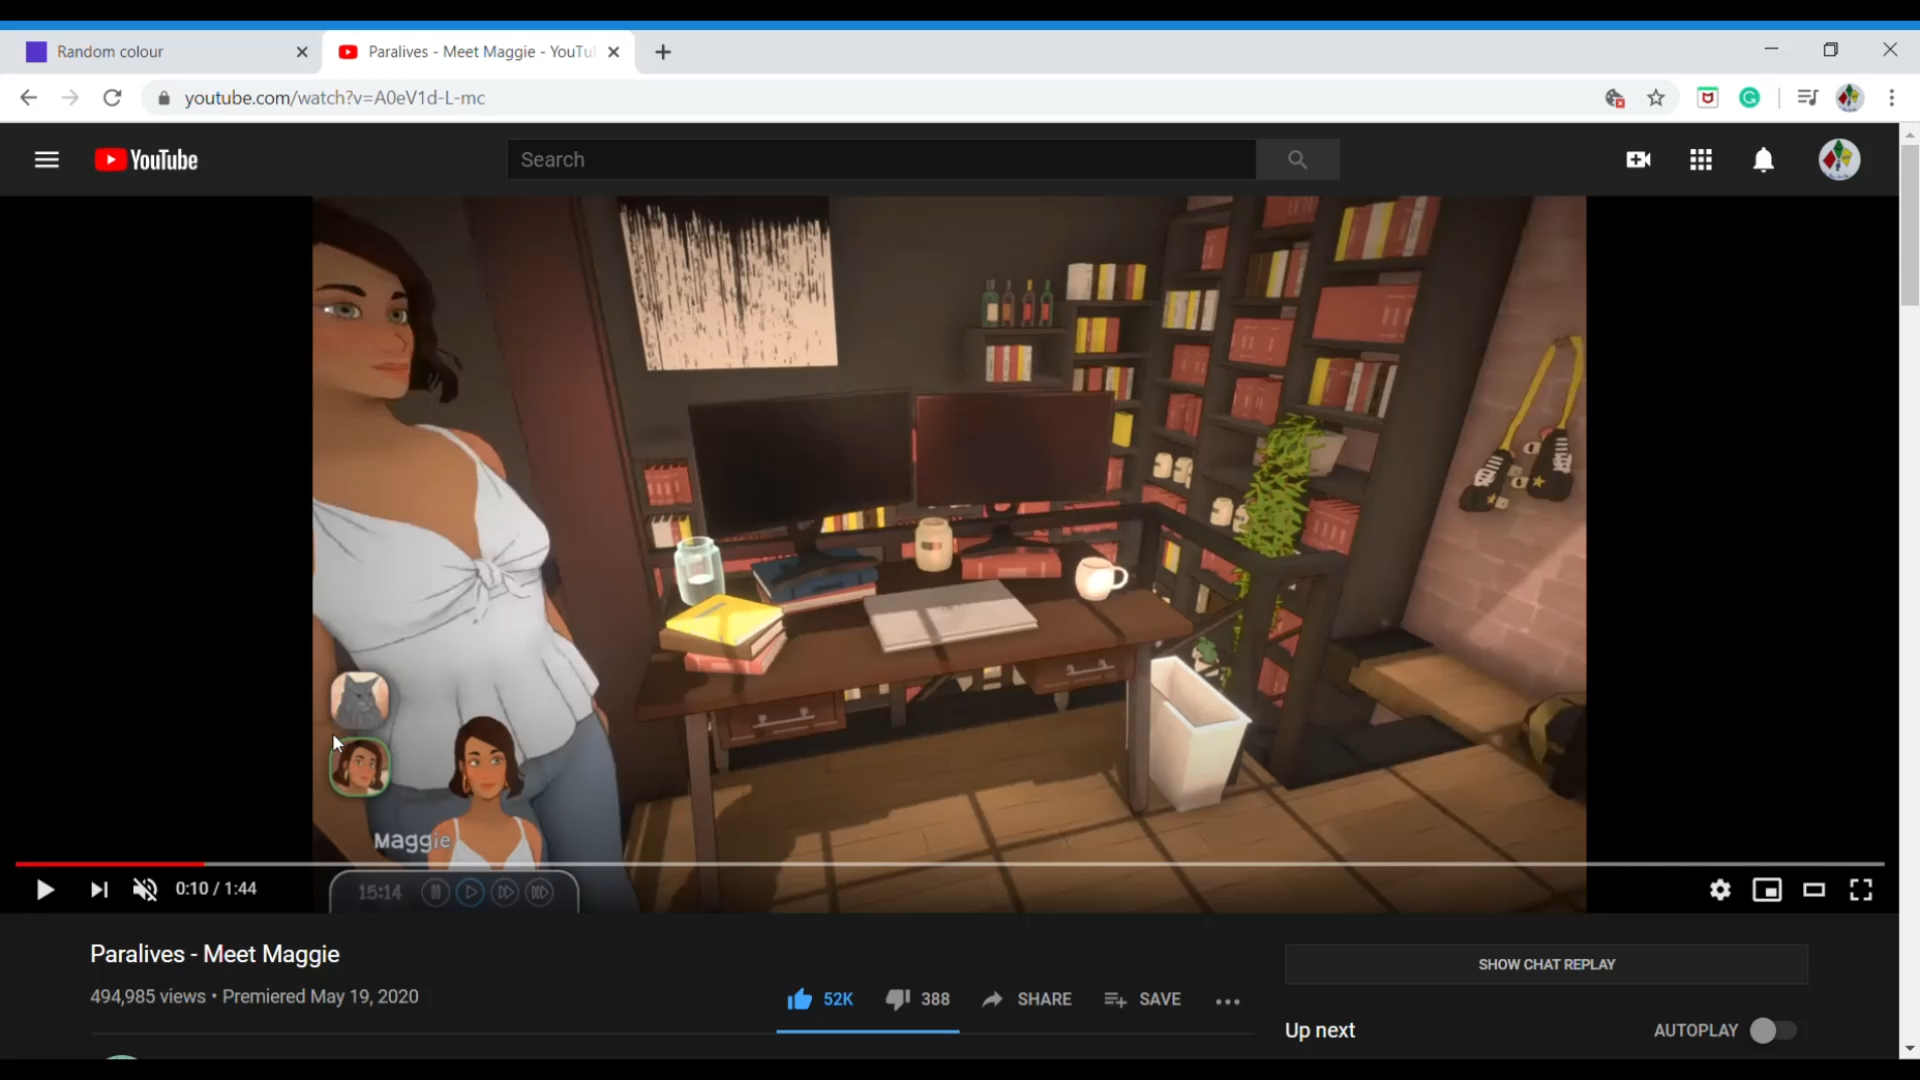 Random colour
Paralives - Meet Maggie - YouTu
youtube.com/watch?v=A0eV1d-L-mc
YouTube
Search
Maggie
0:10 / 1:44
15:14
Paralives - Meet Maggie
494,985 views • Premiered May 19, 2020
52K
388
SHARE
SAVE
SHOW CHAT REPLAY
Up next
AUTOPLAY